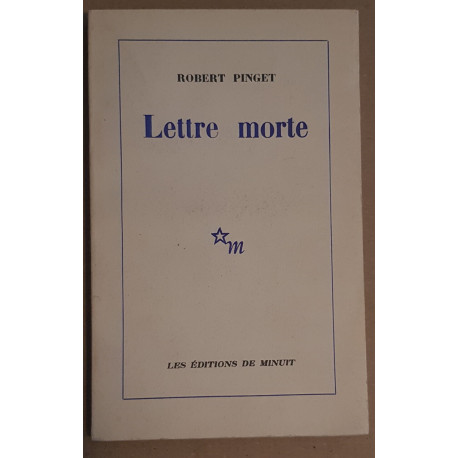 ROBERT PINGET
Lettre morte
m
LES ÉDITIONS DE MINUIT